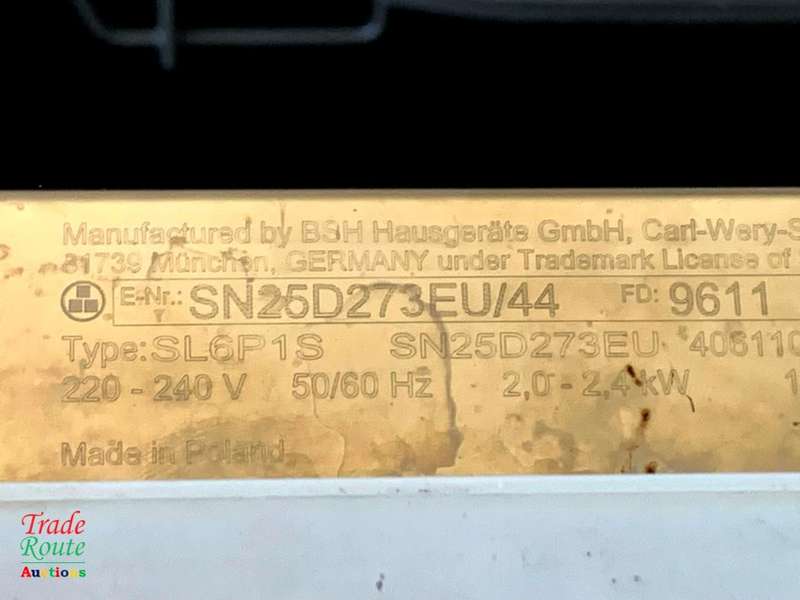 Manufactured by BSH Hausgeräte GmbH, Carl-Wery-S
81739 München, GERMANY under Trademark License of
E-Nr.: SN25D273EU/44 FD: 9611
Type: SL6P1S SN25D273EU 406110
220 - 240 V 50/60 Hz 2,0 - 2,4 kW 1
Made in Poland
Trade
Route
Auctions